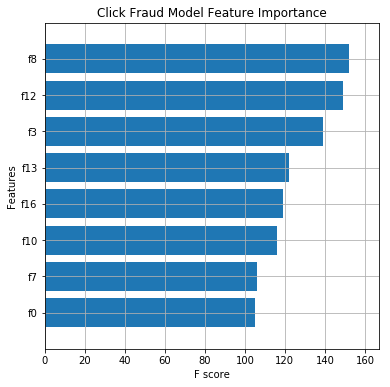 Click Fraud Model Feature Importance
Features
f8
f12
f3
f13
f16
f10
f7
f0
0 20 40 60 80 100 120 140 160
F score